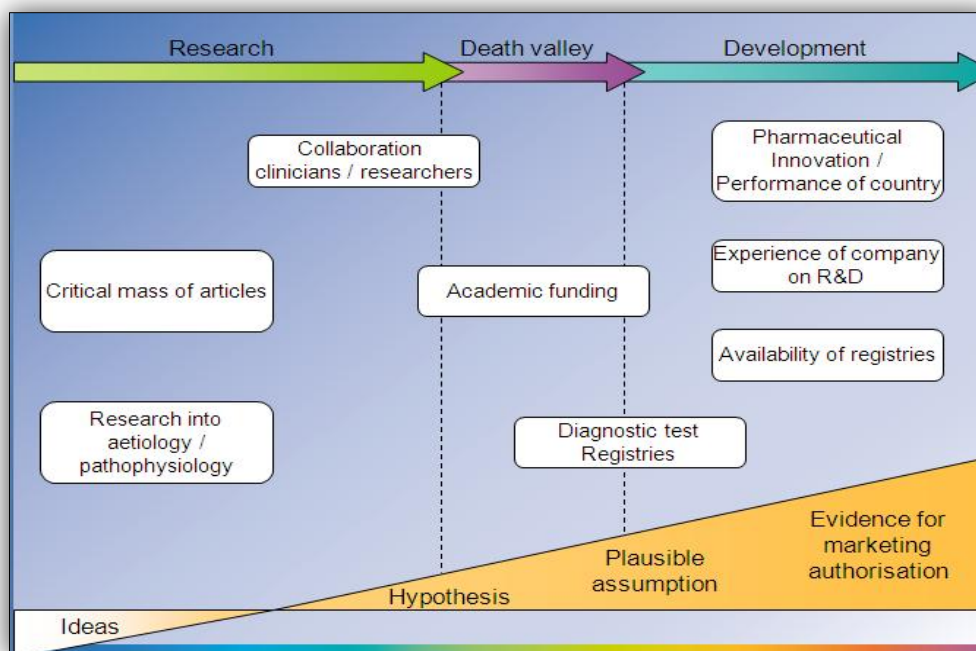 Research
Death valley
Development
Collaboration
clinicians / researchers
Pharmaceutical
Innovation /
Performance of country
Critical mass of articles
Academic funding
Experience of company
on R&D
Availability of registries
Research into
aetiology /
pathophysiology
Diagnostic test
Registries
Ideas
Hypothesis
Plausible
assumption
Evidence for
marketing
authorisation